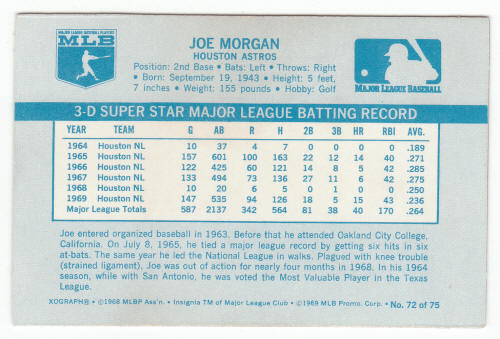 MAJOR LEAGUE BASEBALL PLAYERS
MLB
JOE MORGAN
HOUSTON ASTROS
Position: 2nd Base • Bats: Left • Throws: Right
• Born: September 19, 1943 • Height: 5 feet,
7 inches • Weight: 155 pounds • Hobby: Golf
MAJOR LEAGUE BASEBALL
3-D SUPER STAR MAJOR LEAGUE BATTING RECORD
YEAR TEAM G AB R H 2B 3B HR RBI AVG.
1964 Houston NL 10 37 4 7 0 0 0 0 .189
1965 Houston NL 157 601 100 163 22 12 14 40 .271
1966 Houston NL 122 425 60 121 14 8 5 42 .285
1967 Houston NL 133 494 73 136 27 11 6 42 .275
1968 Houston NL 10 20 6 5 0 1 0 0 .250
1969 Houston NL 147 535 94 126 18 5 15 43 .236
Major League Totals 587 2137 342 564 81 38 40 170 .264
Joe entered organized baseball in 1963. Before that he attended Oakland City College,
California. On July 8, 1965, he tied a major league record by getting six hits in six
at-bats. The same year he led the National League in walks. Plagued with knee trouble
(strained ligament), Joe was out of action for nearly four months in 1968. In his 1964
season, while with San Antonio, he was voted the Most Valuable Player in the Texas
League.
XOGRAPH® • ©1968 MLBP Ass'n. • Insignia TM of Major League Club • ©1969 MLB Promo. Corp. • No. 72 of 75